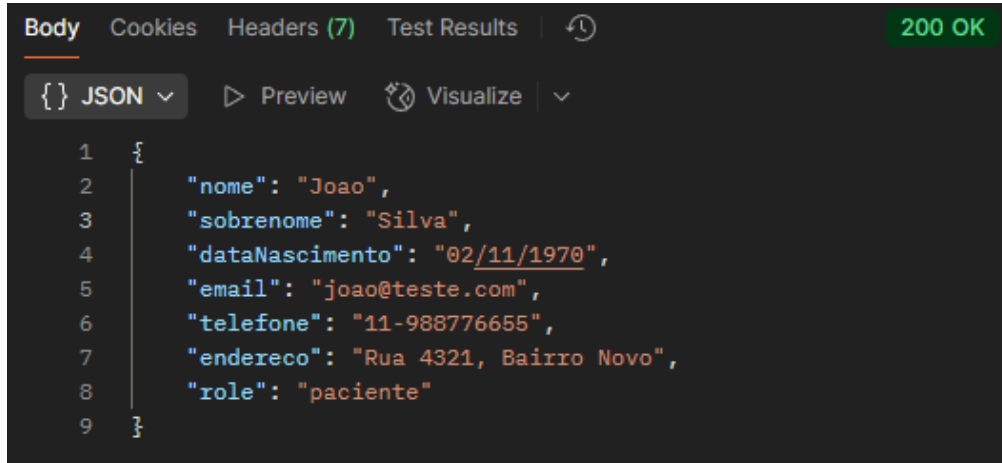 Body Cookies Headers (7) Test Results 200 OK
{} JSON Preview Visualize
1 {
2 "nome": "Joao",
3 "sobrenome": "Silva",
4 "dataNascimento": "02/11/1970",
5 "email": "joao@teste.com",
6 "telefone": "11-988776655",
7 "endereco": "Rua 4321, Bairro Novo",
8 "role": "paciente"
9 }